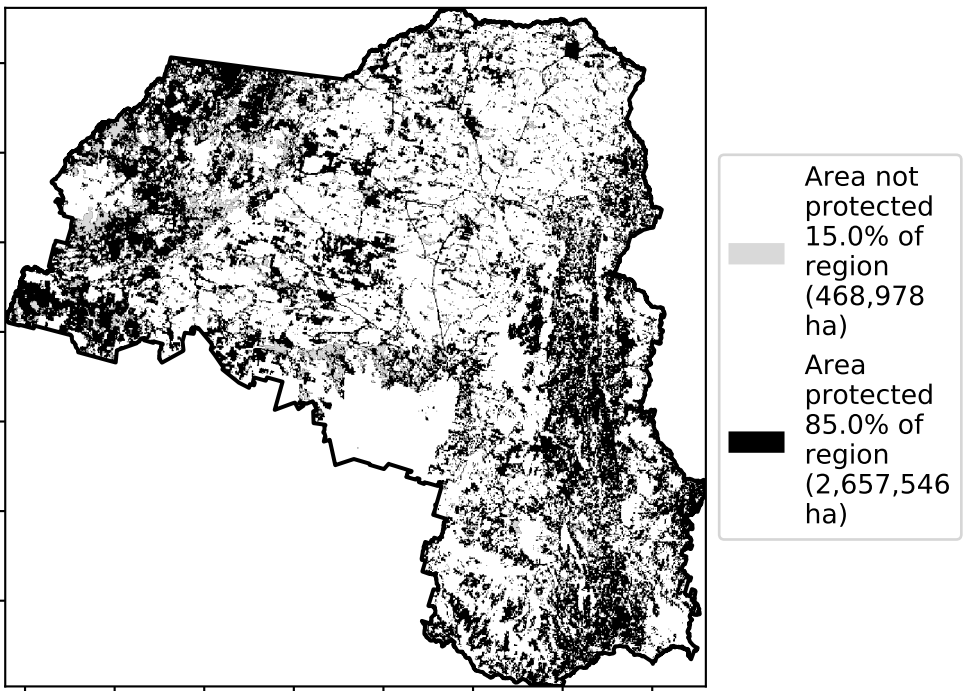 Area not
protected
15.0% of
region
(468,978
ha)
Area
protected
85.0% of
region
(2,657,546
ha)